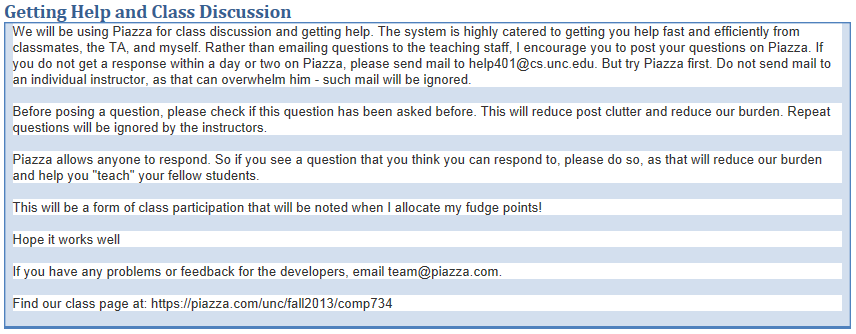 Getting Help and Class Discussion
We will be using Piazza for class discussion and getting help. The system is highly catered to getting you help fast and efficiently from
classmates, the TA, and myself. Rather than emailing questions to the teaching staff, I encourage you to post your questions on Piazza. If
you do not get a response within a day or two on Piazza, please send mail to help401@cs.unc.edu. But try Piazza first. Do not send mail to
an individual instructor, as that can overwhelm him - such mail will be ignored.
Before posing a question, please check if this question has been asked before. This will reduce post clutter and reduce our burden. Repeat
questions will be ignored by the instructors.
Piazza allows anyone to respond. So if you see a question that you think you can respond to, please do so, as that will reduce our burden
and help you "teach" your fellow students.
This will be a form of class participation that will be noted when I allocate my fudge points!
Hope it works well
If you have any problems or feedback for the developers, email team@piazza.com.
Find our class page at: https://piazza.com/unc/fall2013/comp734